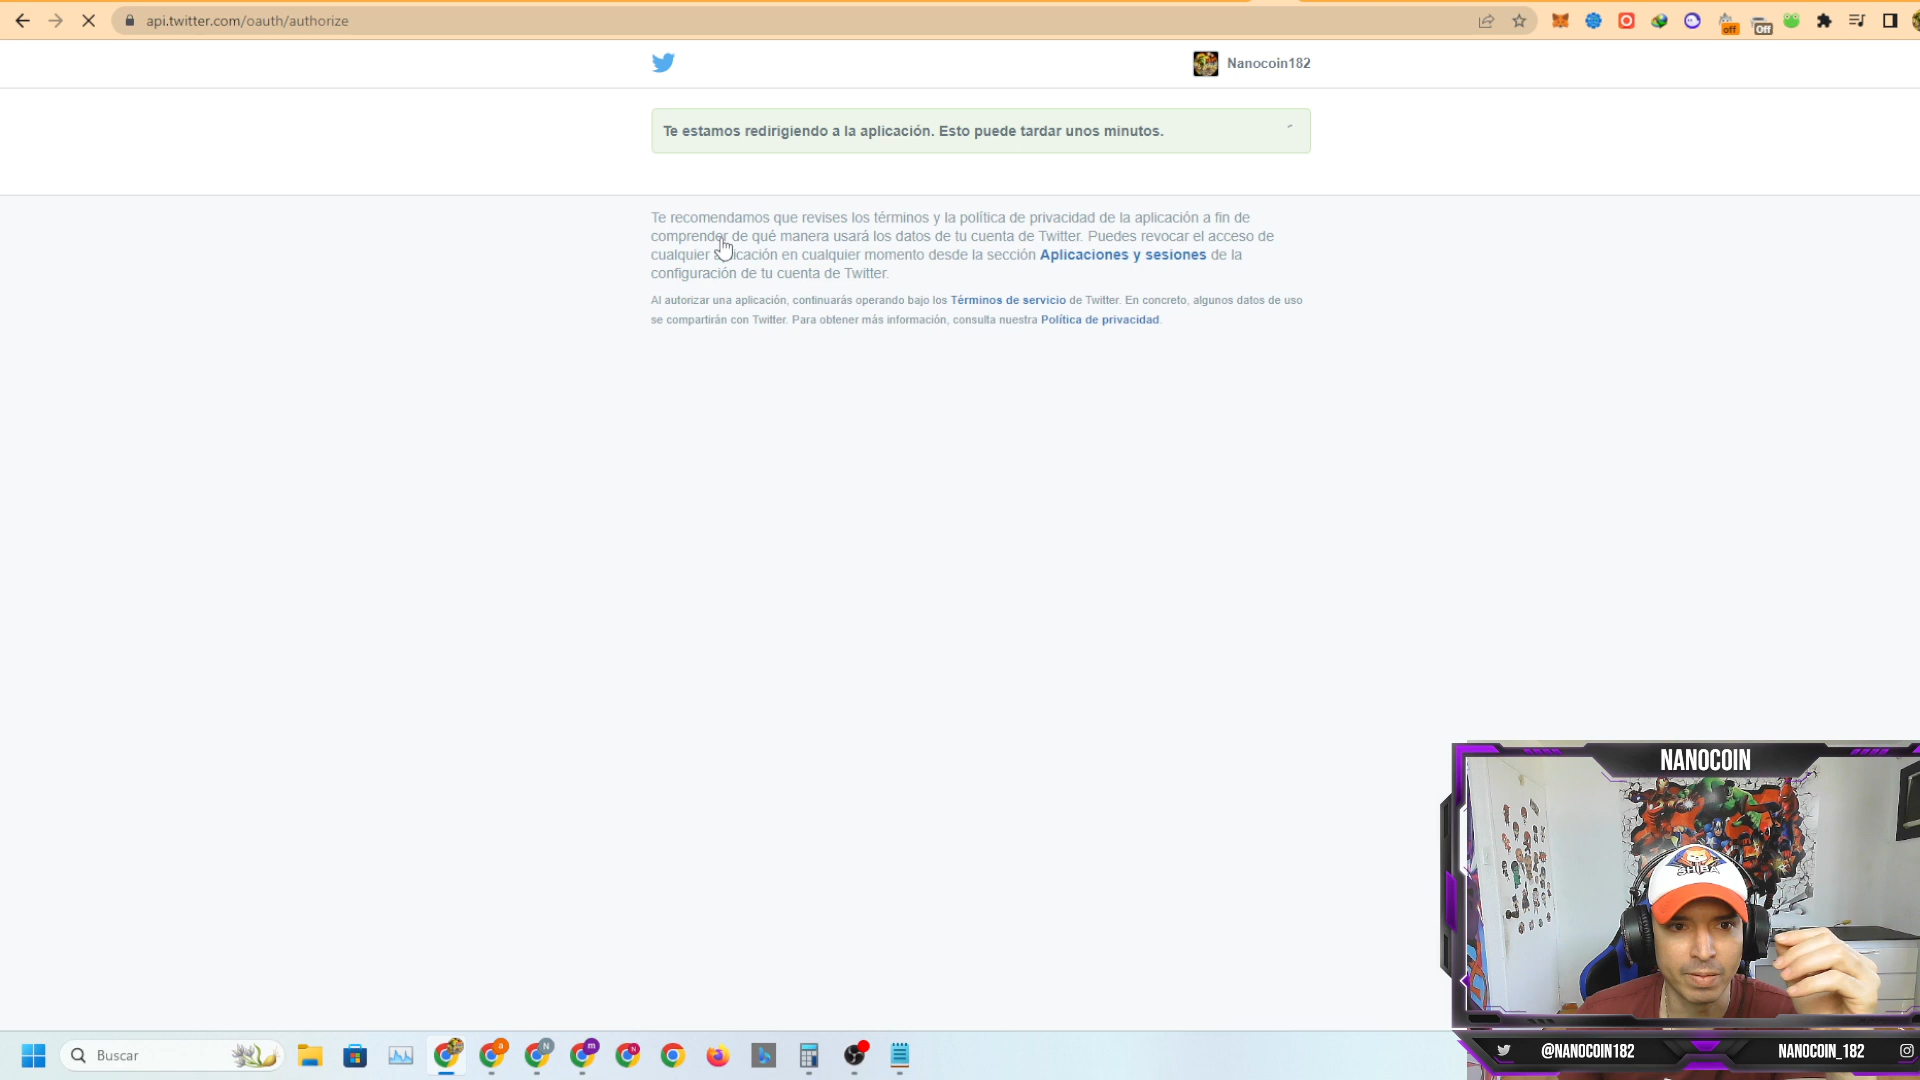 api.twitter.com/oauth/authorize
off
Off
Nanocoin182
Te estamos redirigiendo a la aplicación. Esto puede tardar unos minutos.
Te recomendamos que revises los términos y la política de privacidad de la aplicación a fin de
comprender de qué manera usará los datos de tu cuenta de Twitter. Puedes revocar el acceso de
cualquier aplicación en cualquier momento desde la sección Aplicaciones y sesiones de la
configuración de tu cuenta de Twitter.
Al autorizar una aplicación, continuarás operando bajo los Términos de servicio de Twitter. En concreto, algunos datos de uso
se compartirán con Twitter. Para obtener más información, consulta nuestra Política de privacidad.
NANOCOIN
SHIBA
@NANOCOIN182
NANOCOIN_182
Buscar
a
N
m
N